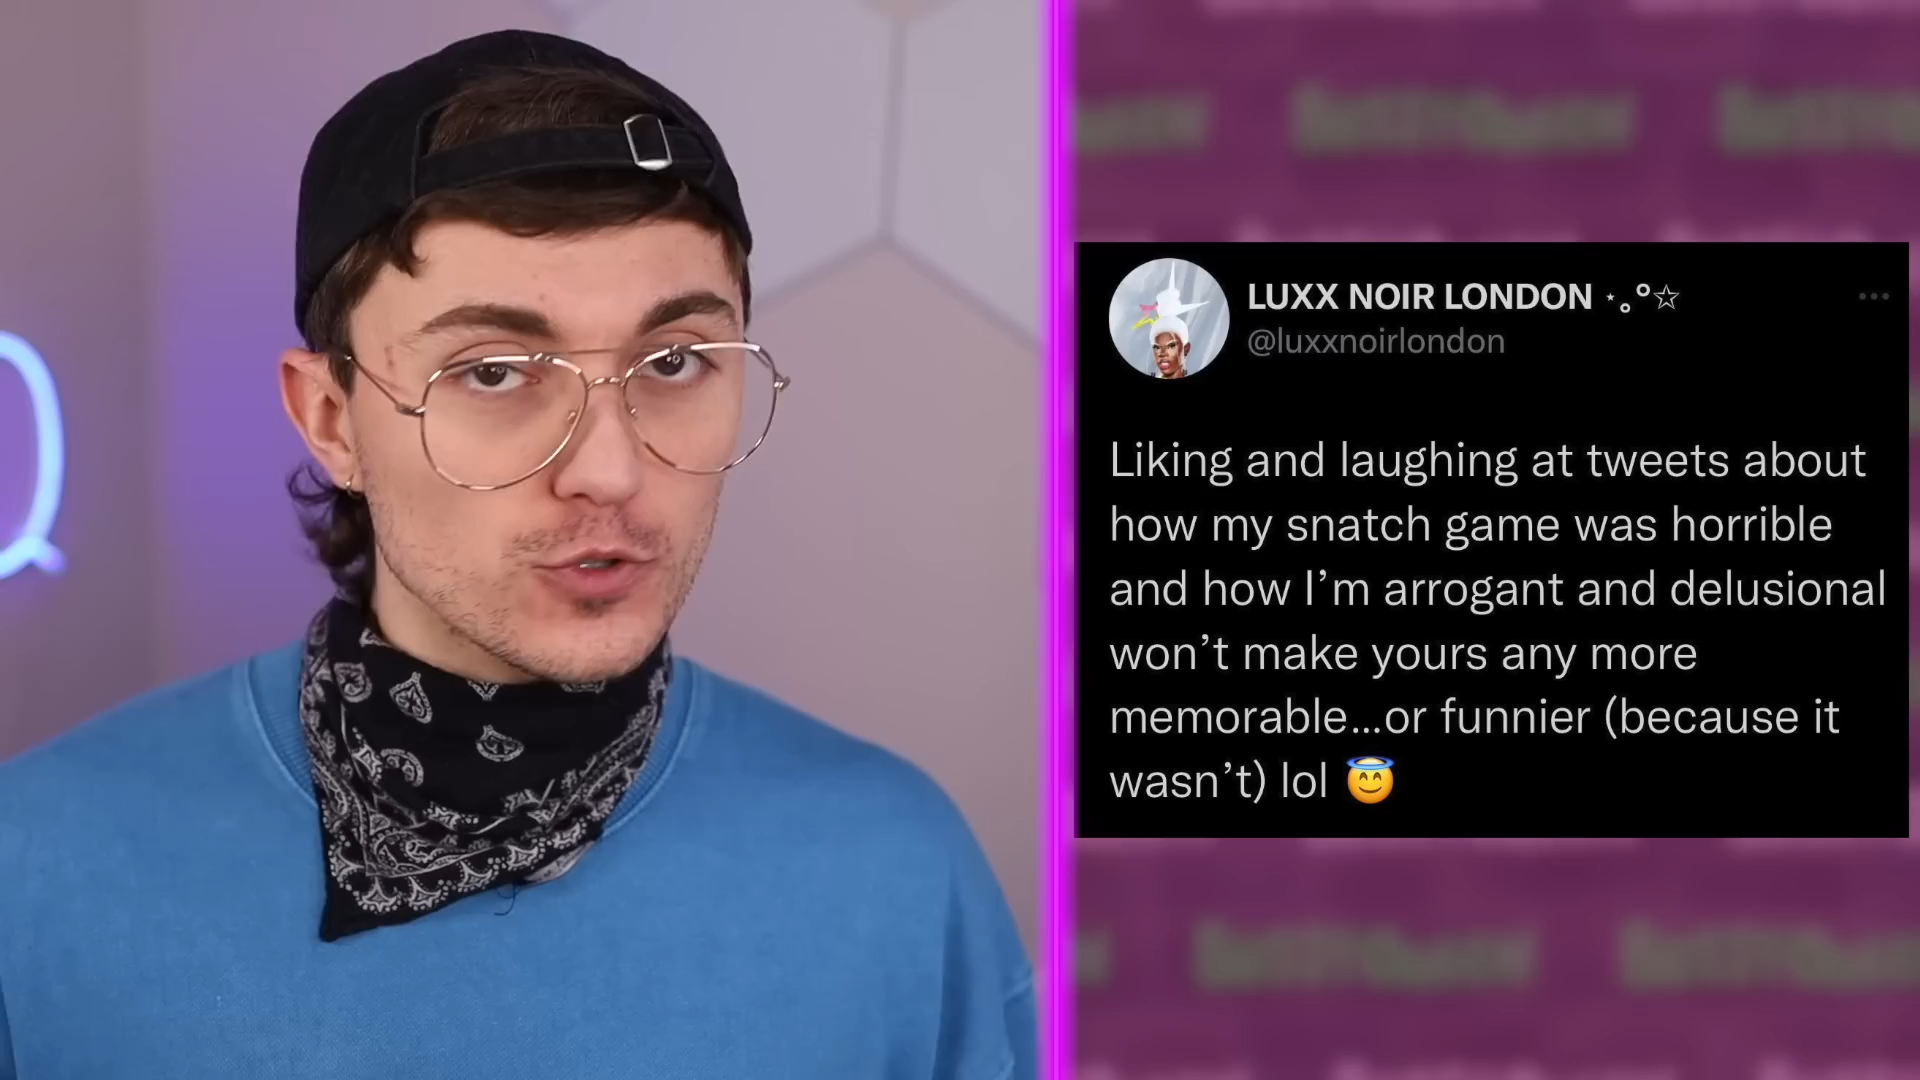 LUXX NOIR LONDON ⋆｡°☆
@luxxnoirlondon
Liking and laughing at tweets about
how my snatch game was horrible
and how I’m arrogant and delusional
won’t make yours any more
memorable...or funnier (because it
wasn’t) lol 😇